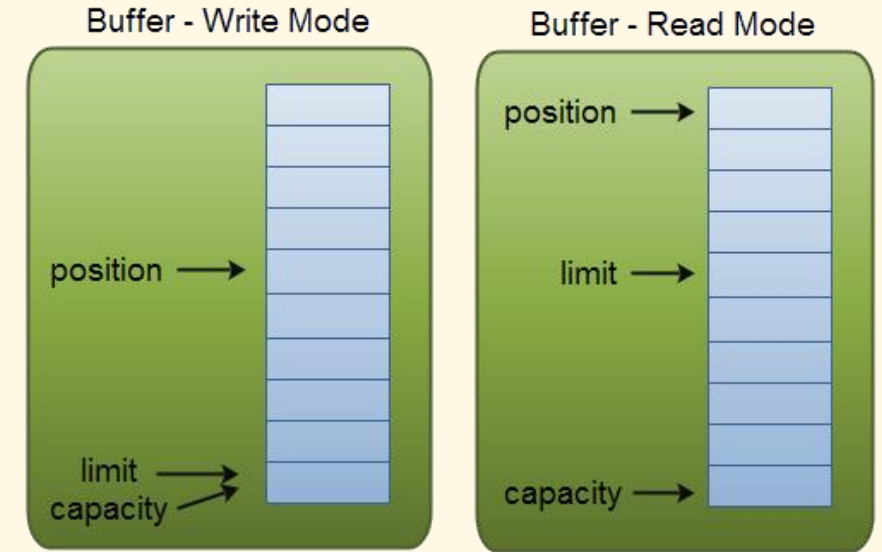 Buffer - Write Mode
position
limit
capacity
Buffer - Read Mode
position
limit
capacity